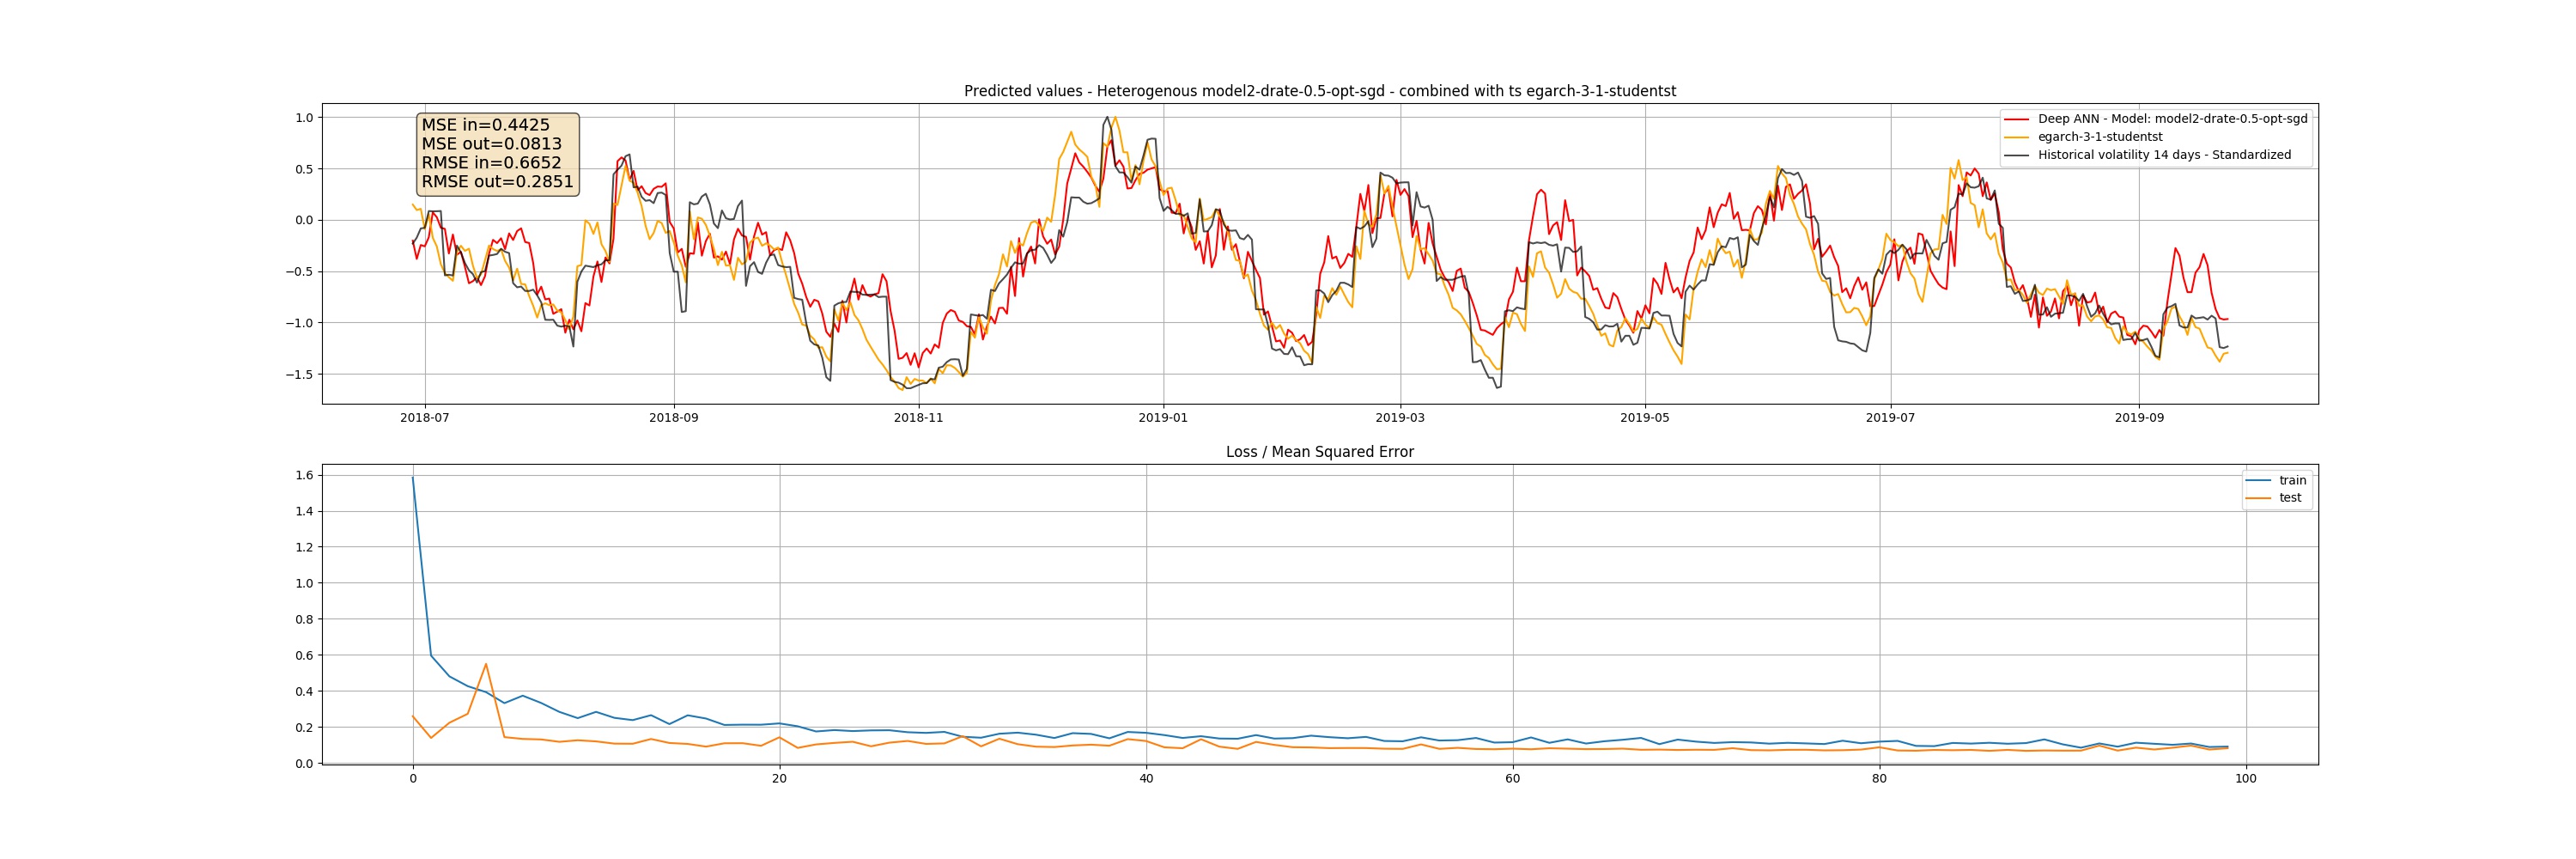 Predicted values - Heterogenous model2-drate-0.5-opt-sgd - combined with ts egarch-3-1-studentst
MSE in=0.4425
MSE out=0.0813
RMSE in=0.6652
RMSE out=0.2851
Deep ANN - Model: model2-drate-0.5-opt-sgd
egarch-3-1-studentst
Historical volatility 14 days - Standardized
1.0
0.5
0.0
−0.5
−1.0
−1.5
2018-07 2018-09 2018-11 2019-01 2019-03 2019-05 2019-07 2019-09
Loss / Mean Squared Error
train
test
1.6
1.4
1.2
1.0
0.8
0.6
0.4
0.2
0.0
0 20 40 60 80 100